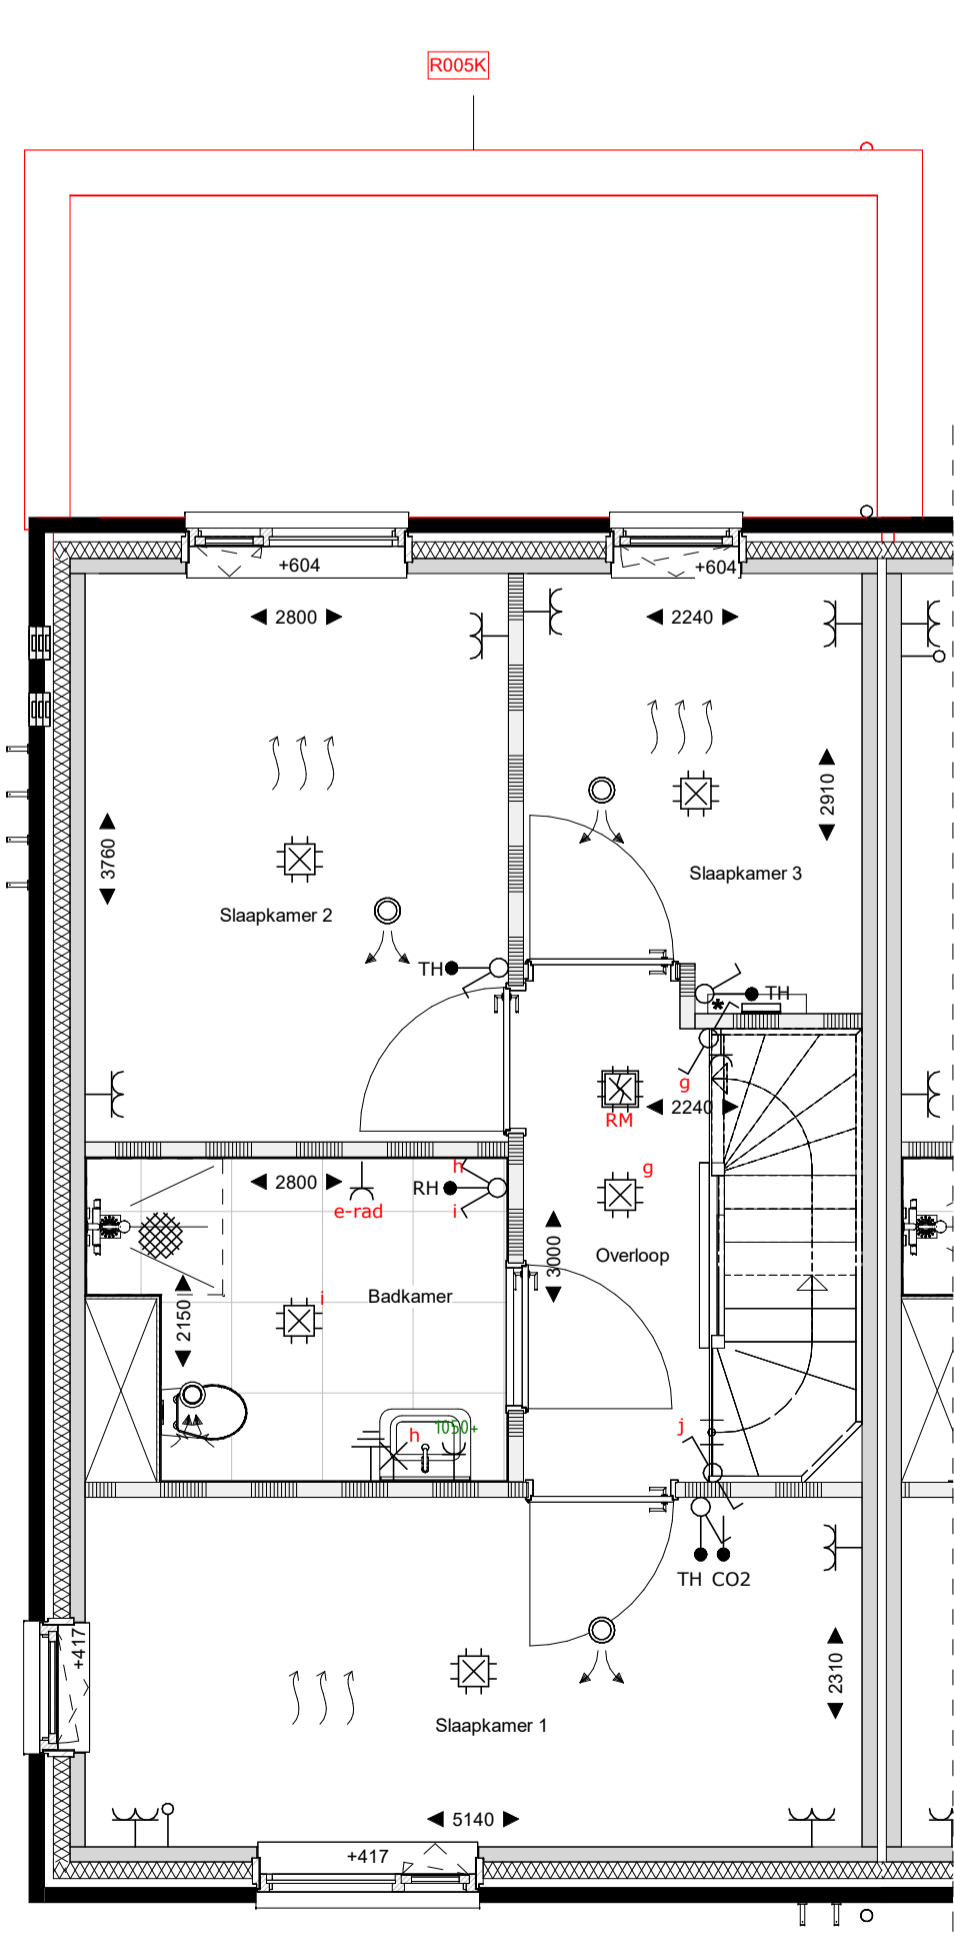 R005K
+604
+604
2800
2240
2910
3760
Slaapkamer 3
Slaapkamer 2
TH
TH
*
g
2240
RM
h
g
2800
RH
e-rad
i
3000
Overloop
Badkamer
i
2150
1050+
h
j
TH CO2
+417
2310
Slaapkamer 1
5140
+417